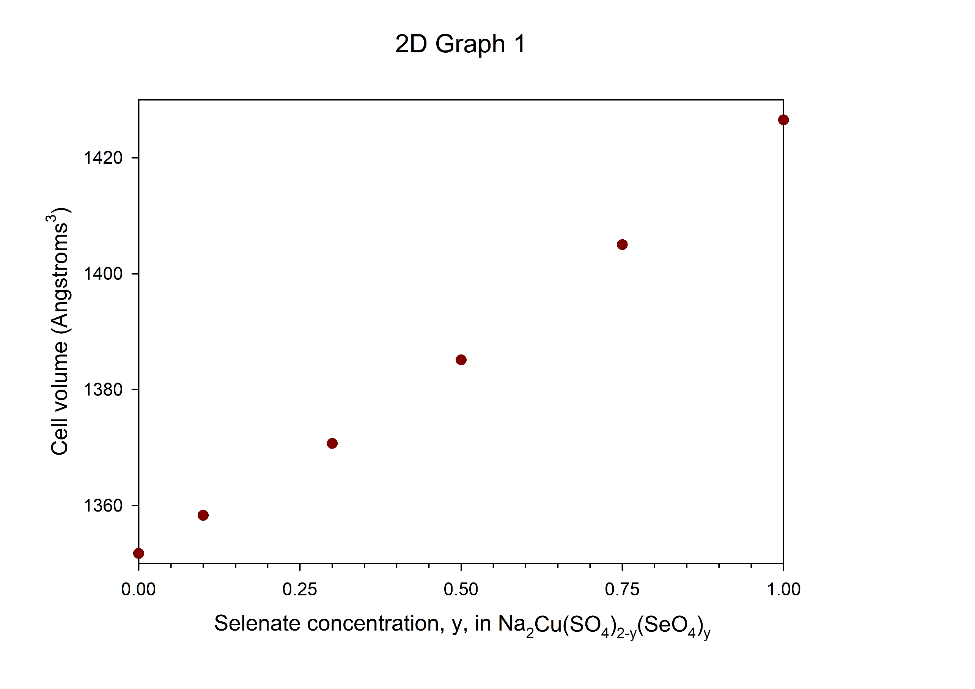 2D Graph 1
Cell volume (Angstroms³)
1420
1400
1380
1360
0.00 0.25 0.50 0.75 1.00
Selenate concentration, y, in Na₂Cu(SO₄)₂₋y(SeO₄)y